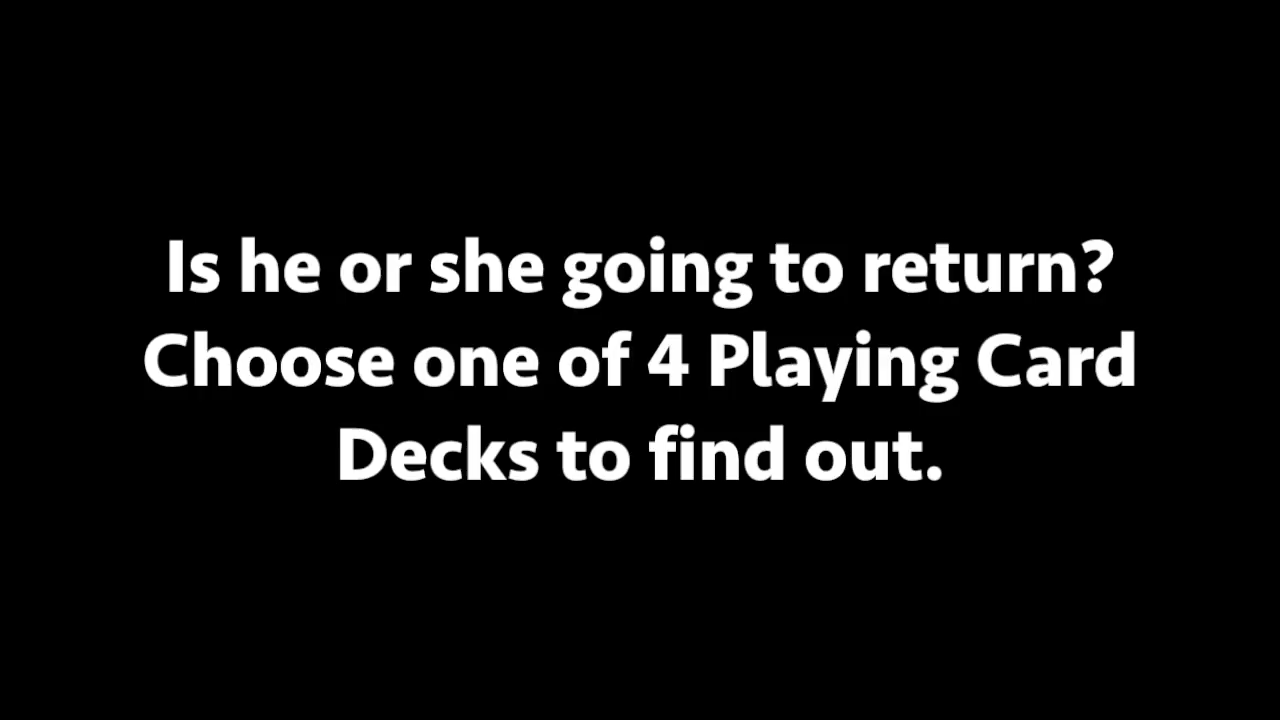 Is he or she going to return?
Choose one of 4 Playing Card
Decks to find out.